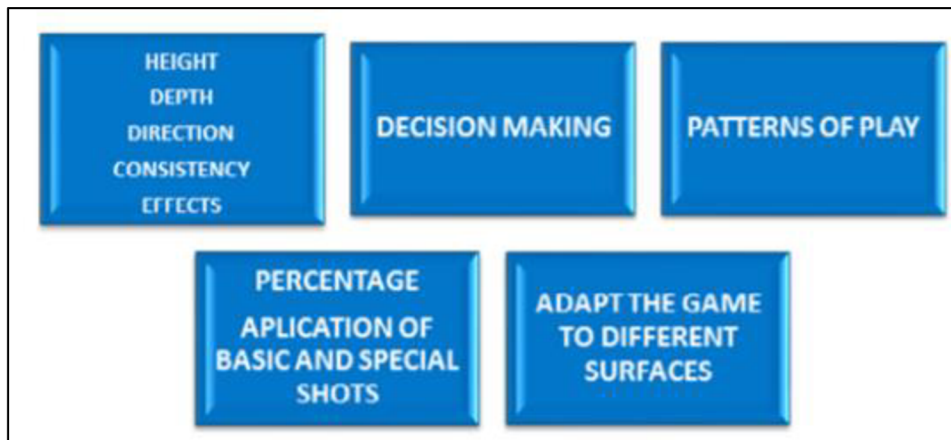 HEIGHT
DEPTH
DIRECTION
CONSISTENCY
EFFECTS
DECISION MAKING
PATTERNS OF PLAY
PERCENTAGE
APLICATION OF
BASIC AND SPECIAL
SHOTS
ADAPT THE GAME
TO DIFFERENT
SURFACES